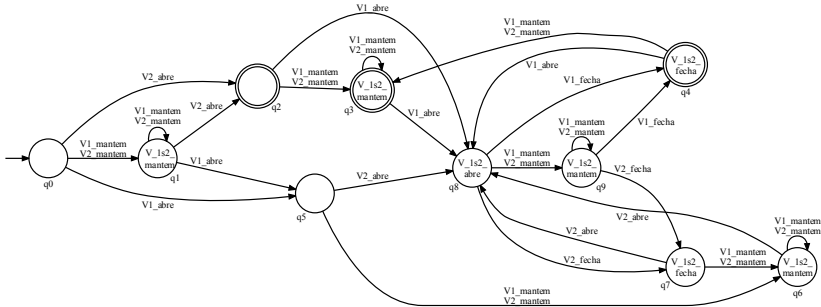 V1_abre
V1_mantem
V2_mantem
V1_mantem
V2_mantem
V_1s2_
fecha
q4
V2_abre
V1_mantem
V2_mantem
V_1s2_
mantem
q3
V1_abre
V1_fecha
q2
V2_abre
V1_abre
V1_mantem
V2_mantem
V1_mantem
V2_mantem
V1_fecha
q0
V1_mantem
V2_mantem
V_1s2_
mantem
q1
V1_abre
V_1s2_
abre
q8
V1_mantem
V2_mantem
V_1s2_
mantem
q9
V2_fecha
V2_abre
V1_abre
q5
V2_abre
V1_mantem
V2_mantem
V2_abre
V2_fecha
V_1s2_
fecha
q7
V1_mantem
V2_mantem
V_1s2_
mantem
q6
V1_mantem
V2_mantem